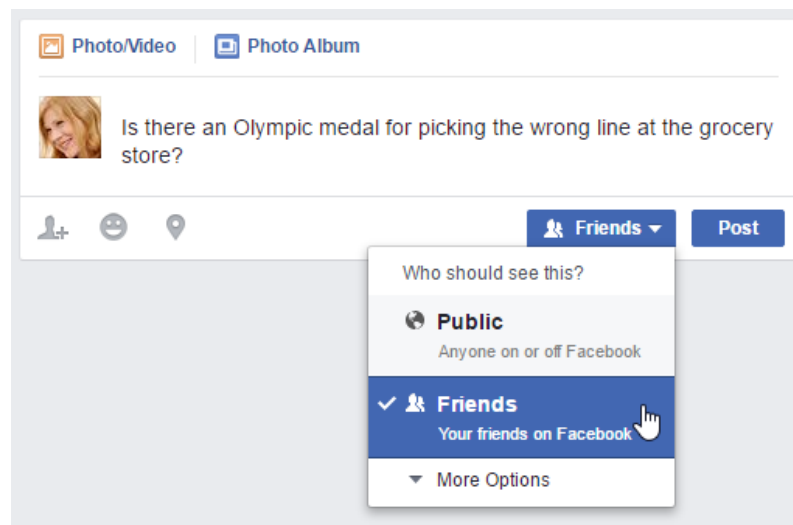 Photo/Video
Photo Album
Is there an Olympic medal for picking the wrong line at the grocery
store?
Friends
Post
Who should see this?
Public
Anyone on or off Facebook
Friends
Your friends on Facebook
More Options